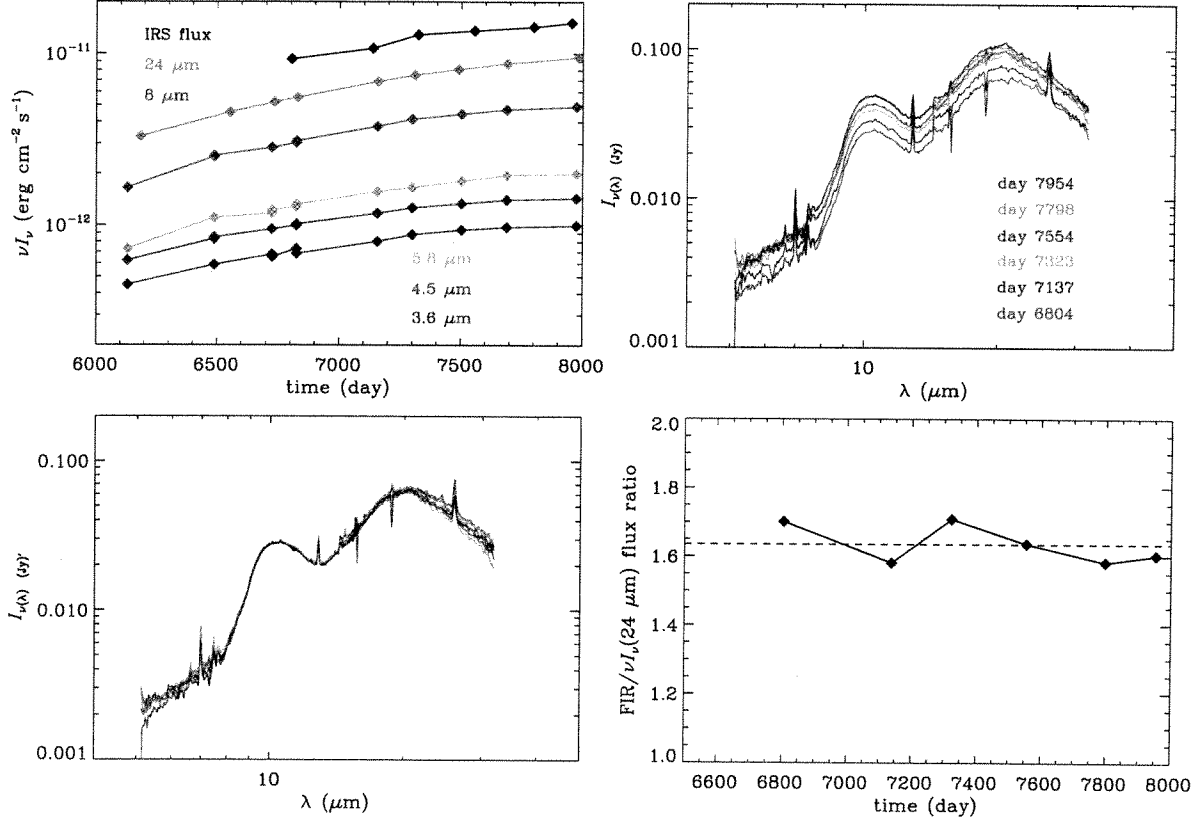 IRS flux
24 μm
8 μm
5.8 μm
4.5 μm
3.6 μm
10⁻¹¹
10⁻¹²
νIν (erg cm⁻² s⁻¹)
6000 6500 7000 7500 8000
time (day)
0.100
0.010
0.001
Iν(λ) (Jy)
day 7954
day 7798
day 7554
day 7323
day 7137
day 6804
10
λ (μm)
0.100
0.010
0.001
Iν(λ) (Jy)
10
λ (μm)
2.0
1.8
1.6
1.4
1.2
1.0
FIR/νIν(24 μm) flux ratio
6600 6800 7000 7200 7400 7600 7800 8000
time (day)